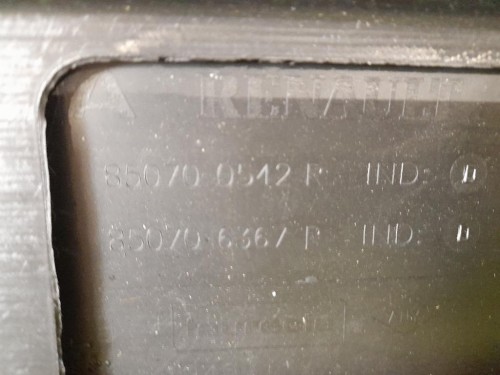 RENAULT
85070 0542 R IND: D
85070 6367 R IND: D